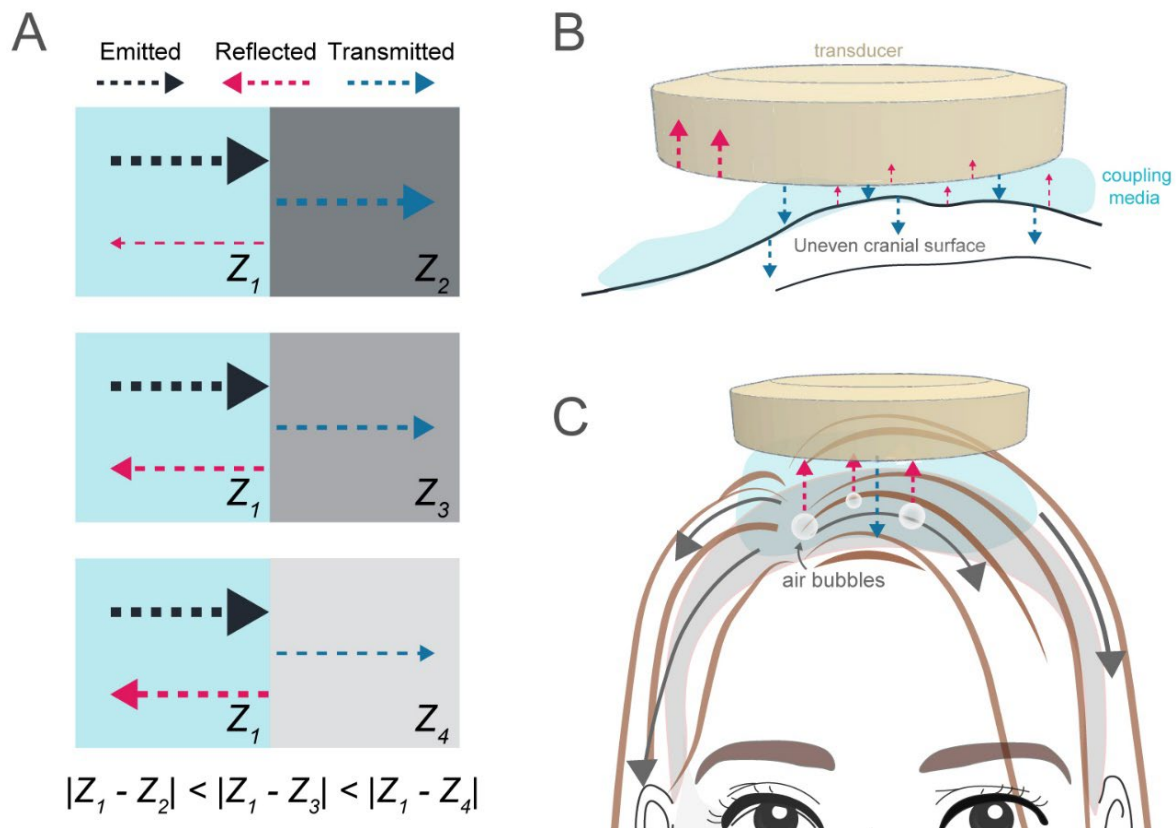 A
Emitted Reflected Transmitted
Z1 Z2
Z1 Z3
Z1 Z4
|Z1 - Z2| < |Z1 - Z3| < |Z1 - Z4|
B
transducer
coupling
media
Uneven cranial surface
C
air bubbles